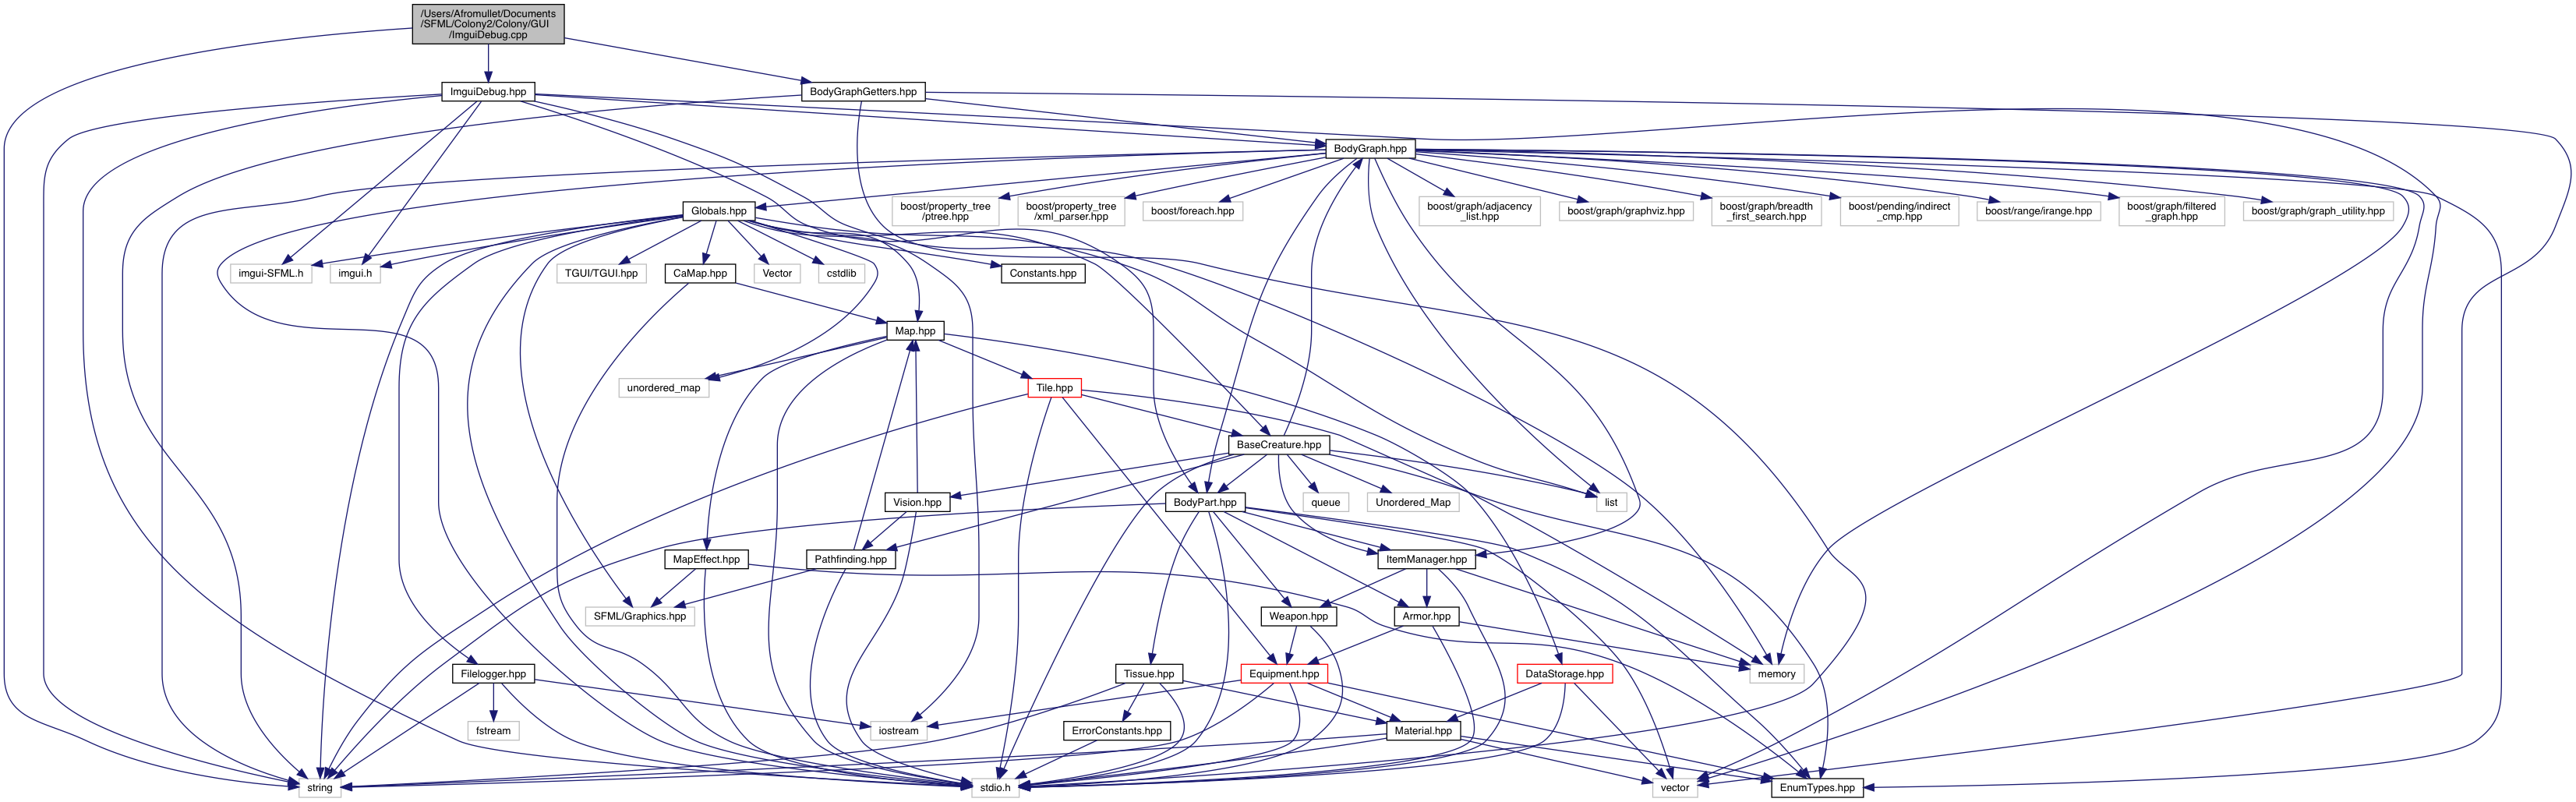 /Users/Afromullet/Documents
/SFML/Colony2/Colony/GUI
/ImguiDebug.cpp
ImguiDebug.hpp
BodyGraphGetters.hpp
BodyGraph.hpp
Globals.hpp
boost/property_tree
/ptree.hpp
boost/property_tree
/xml_parser.hpp
boost/foreach.hpp
boost/graph/adjacency
_list.hpp
boost/graph/graphviz.hpp
boost/graph/breadth
_first_search.hpp
boost/pending/indirect
_cmp.hpp
boost/range/irange.hpp
boost/graph/filtered
_graph.hpp
boost/graph/graph_utility.hpp
imgui-SFML.h
imgui.h
TGUI/TGUI.hpp
CaMap.hpp
Vector
cstdlib
Constants.hpp
Map.hpp
unordered_map
Tile.hpp
BaseCreature.hpp
Vision.hpp
BodyPart.hpp
queue
Unordered_Map
list
MapEffect.hpp
Pathfinding.hpp
ItemManager.hpp
SFML/Graphics.hpp
Weapon.hpp
Armor.hpp
Filelogger.hpp
Tissue.hpp
Equipment.hpp
DataStorage.hpp
memory
fstream
iostream
ErrorConstants.hpp
Material.hpp
string
stdio.h
vector
EnumTypes.hpp